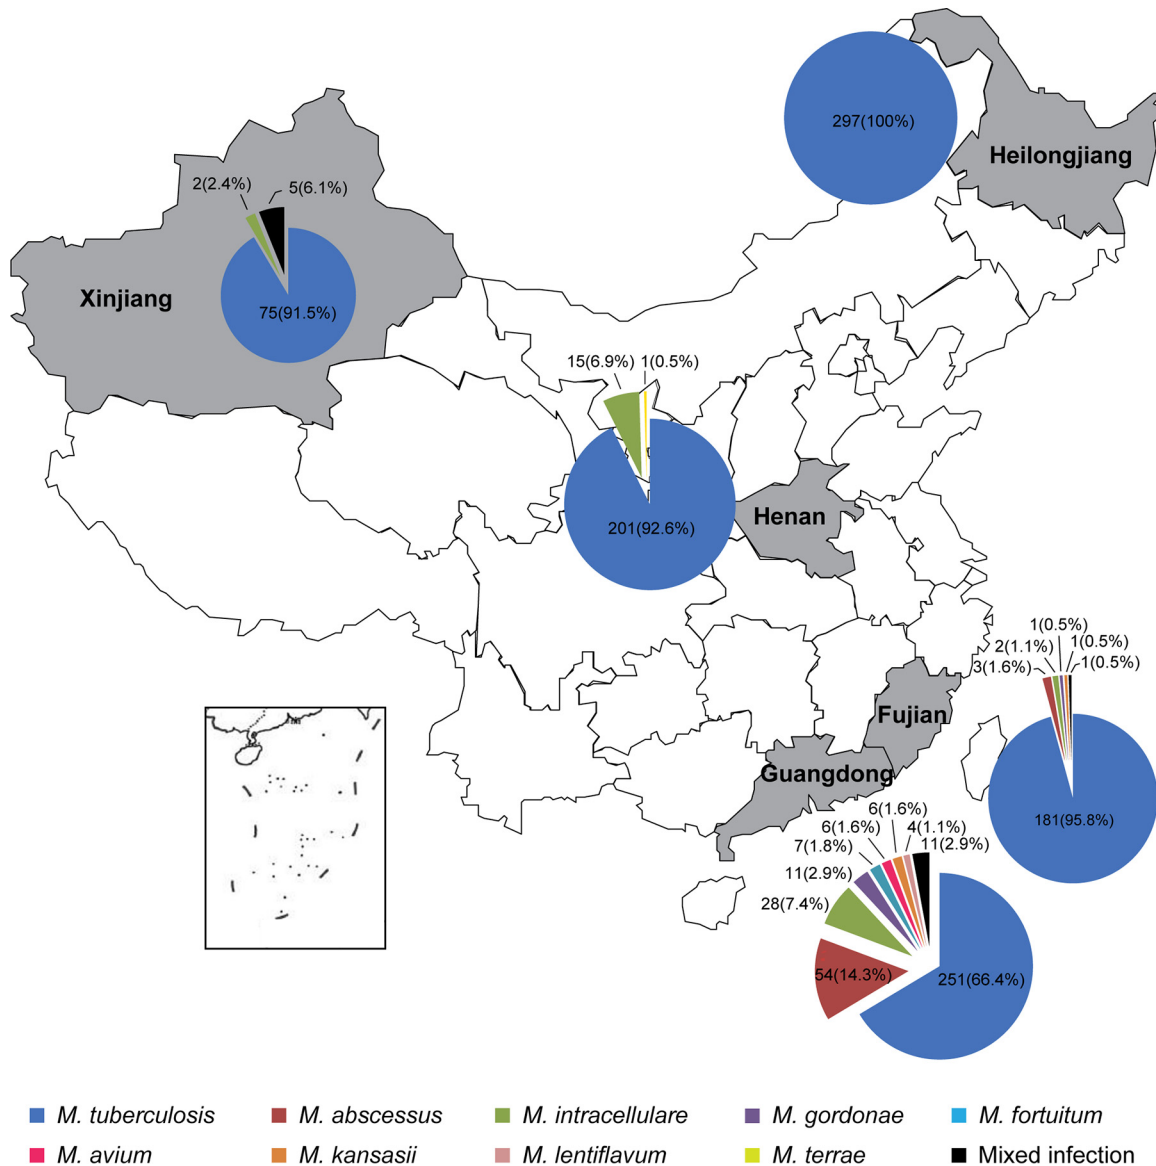 297(100%)
Heilongjiang
2(2.4%)
5(6.1%)
Xinjiang
75(91.5%)
15(6.9%)
1(0.5%)
Henan
201(92.6%)
1(0.5%)
2(1.1%)
1(0.5%)
3(1.6%)
1(0.5%)
Fujian
Guangdong
181(95.8%)
6(1.6%)
6(1.6%)
4(1.1%)
7(1.8%)
11(2.9%)
11(2.9%)
28(7.4%)
54(14.3%)
251(66.4%)
M. tuberculosis
M. abscessus
M. intracellulare
M. gordonae
M. fortuitum
M. avium
M. kansasii
M. lentiflavum
M. terrae
Mixed infection